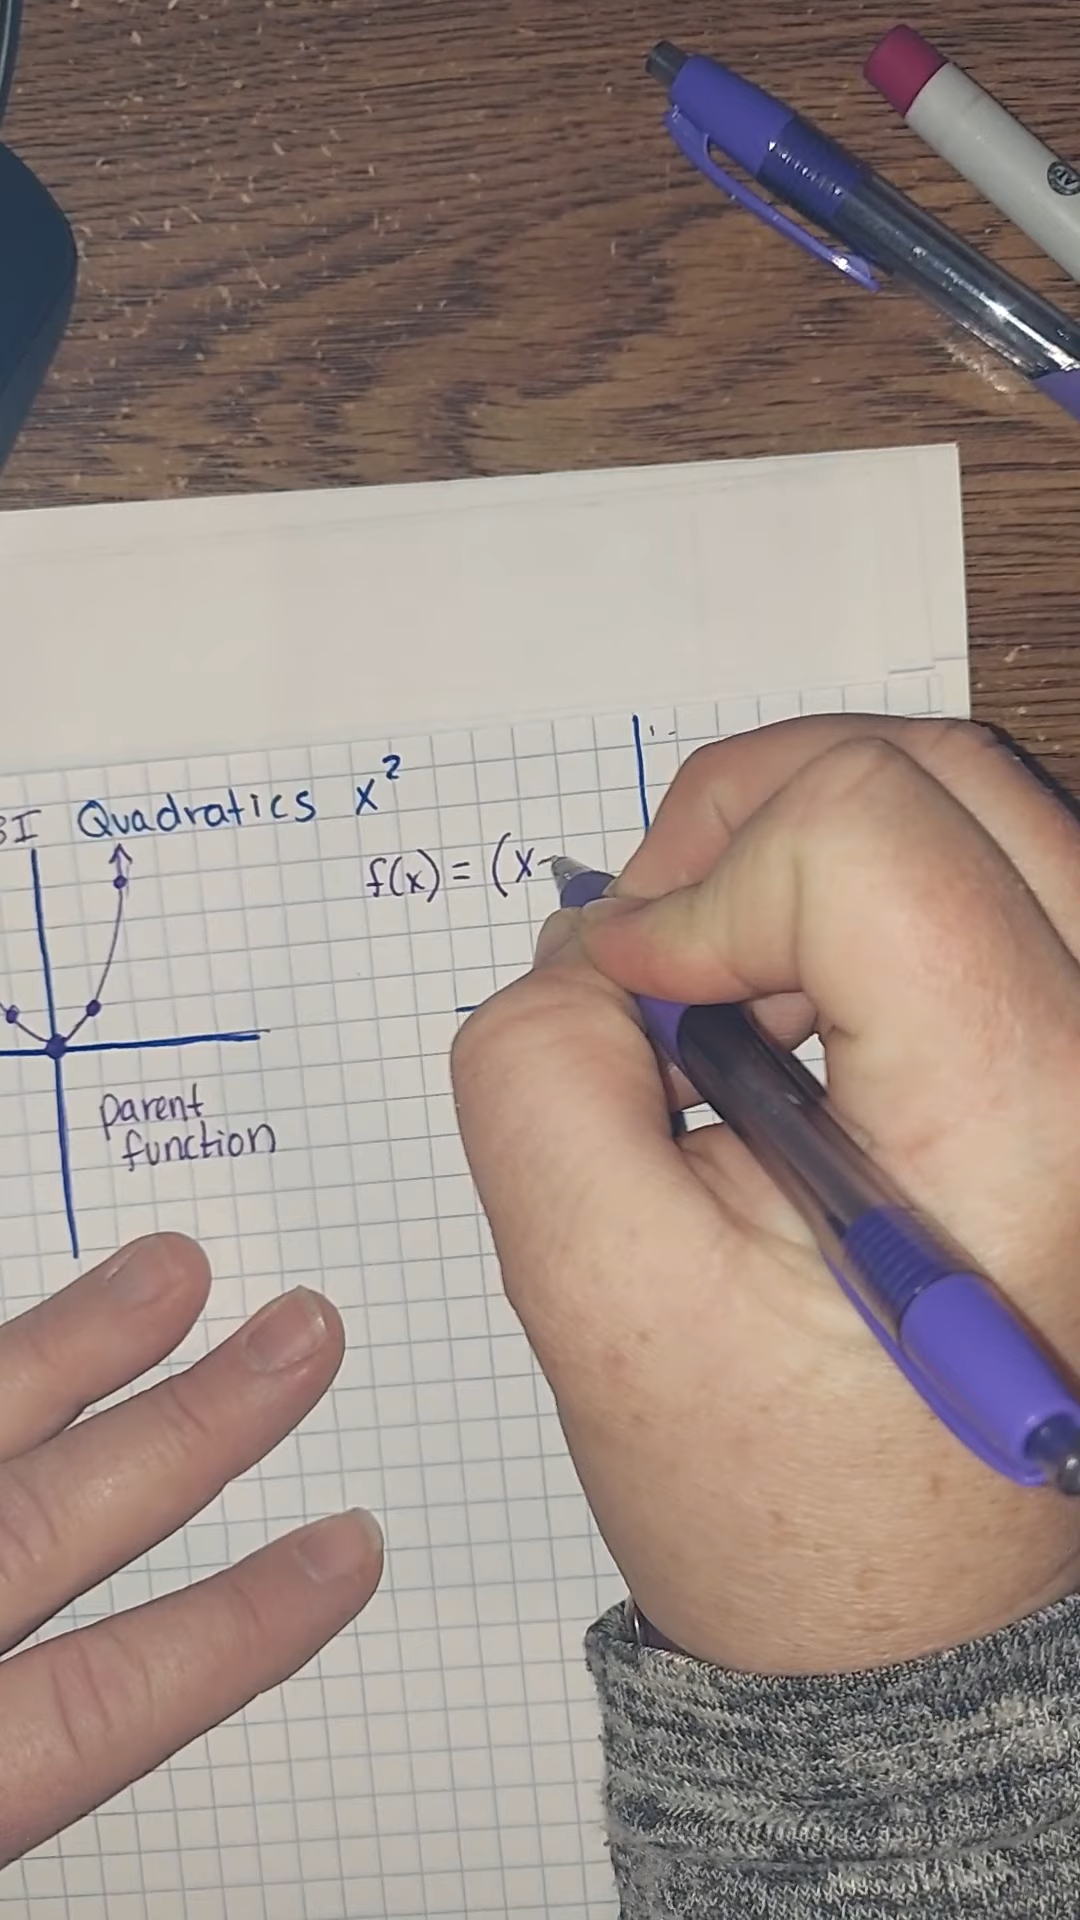 Quadratics x²
f(x) = (x-
parent
function